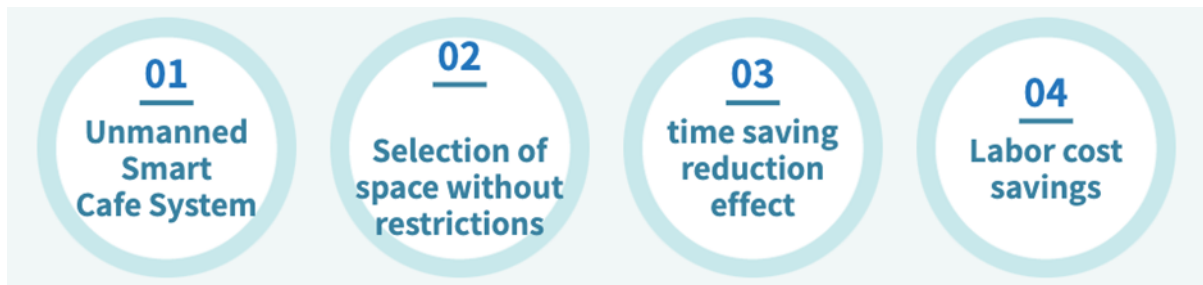 01
Unmanned
Smart
Cafe System
02
Selection of
space without
restrictions
03
time saving
reduction
effect
04
Labor cost
savings